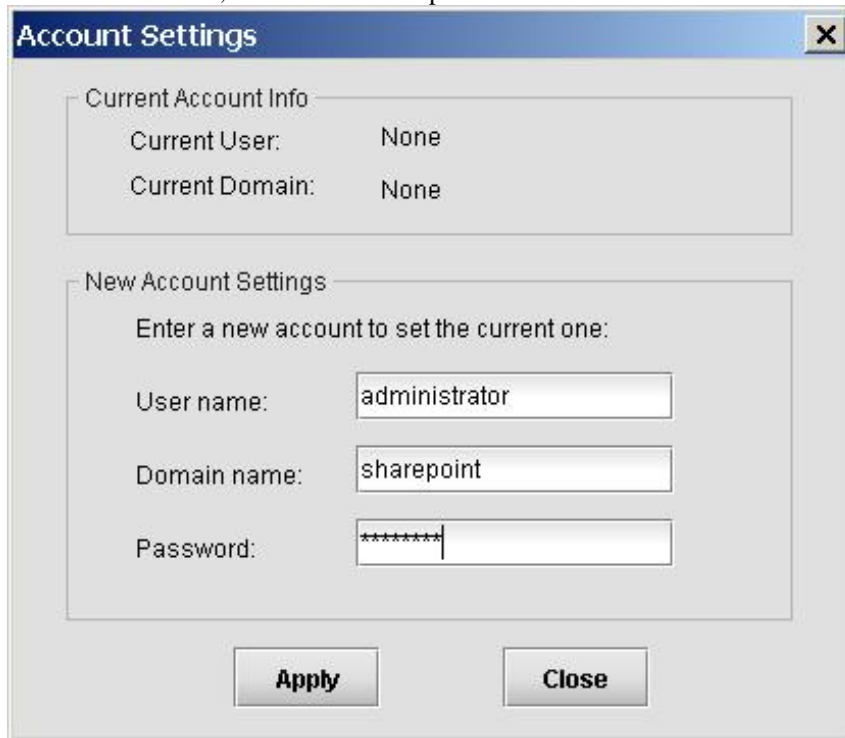 Account Settings
Current Account Info
Current User: None
Current Domain: None
New Account Settings
Enter a new account to set the current one:
User name: administrator
Domain name: sharepoint
Password: ********
Apply Close